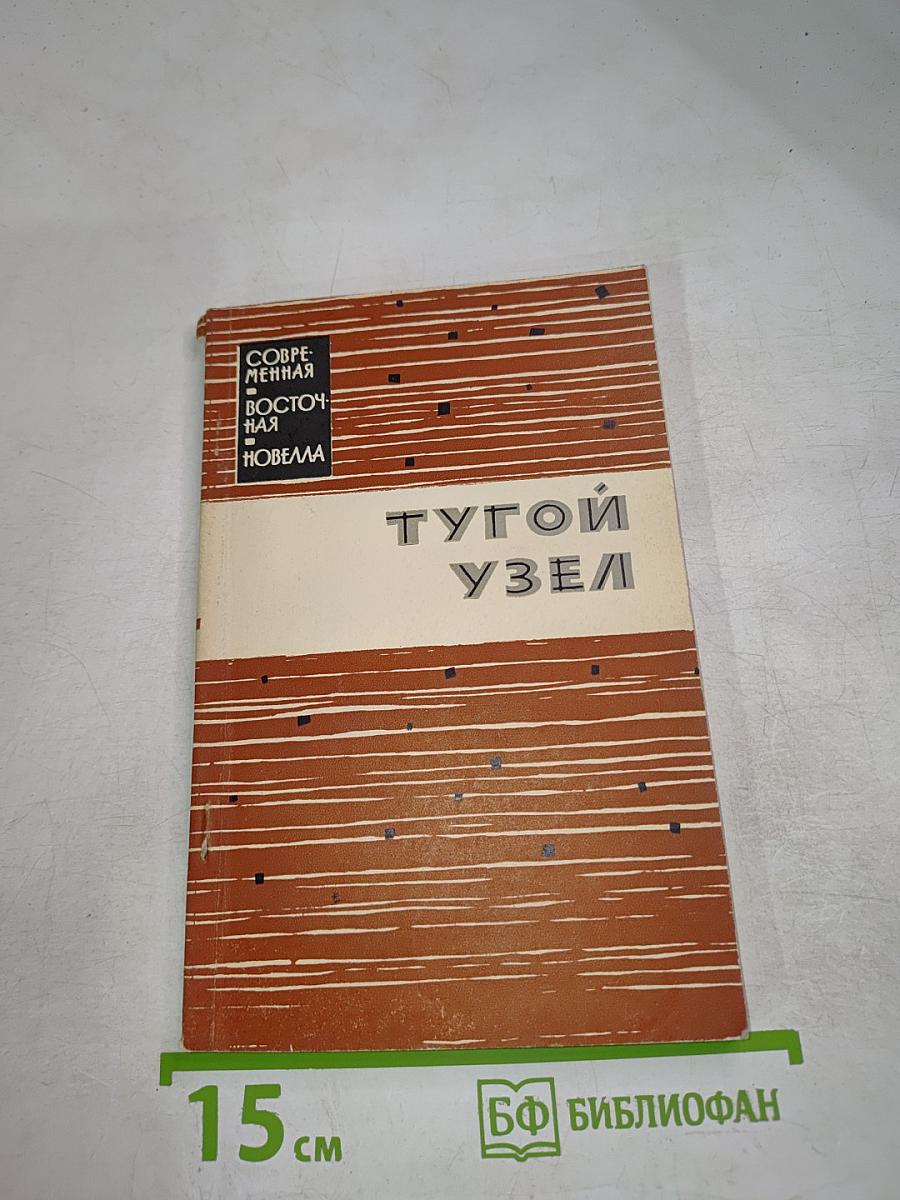 СОВРЕ-
МЕННАЯ
ВОСТОЧ-
НАЯ
НОВЕЛЛА
ТУГОЙ
УЗЕЛ
15 см
БФ БИБЛИОФАН